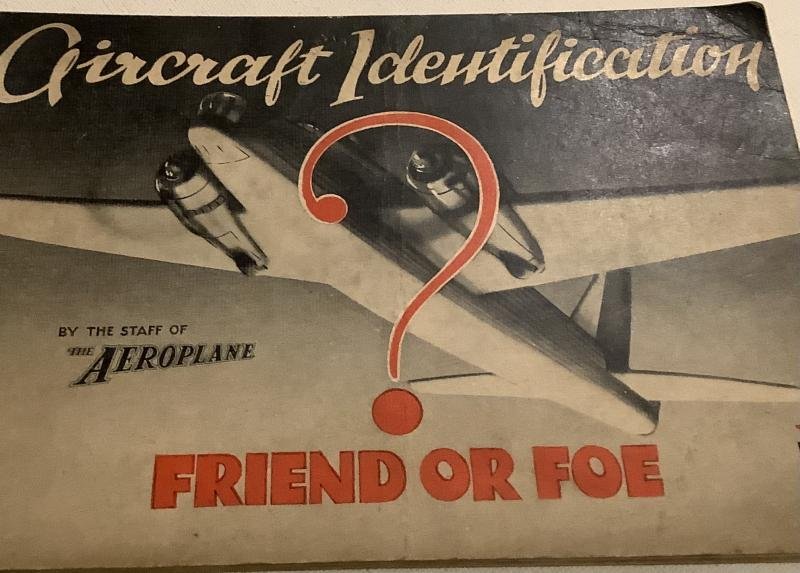 Aircraft Identification
BY THE STAFF OF
THE AEROPLANE
?
FRIEND OR FOE